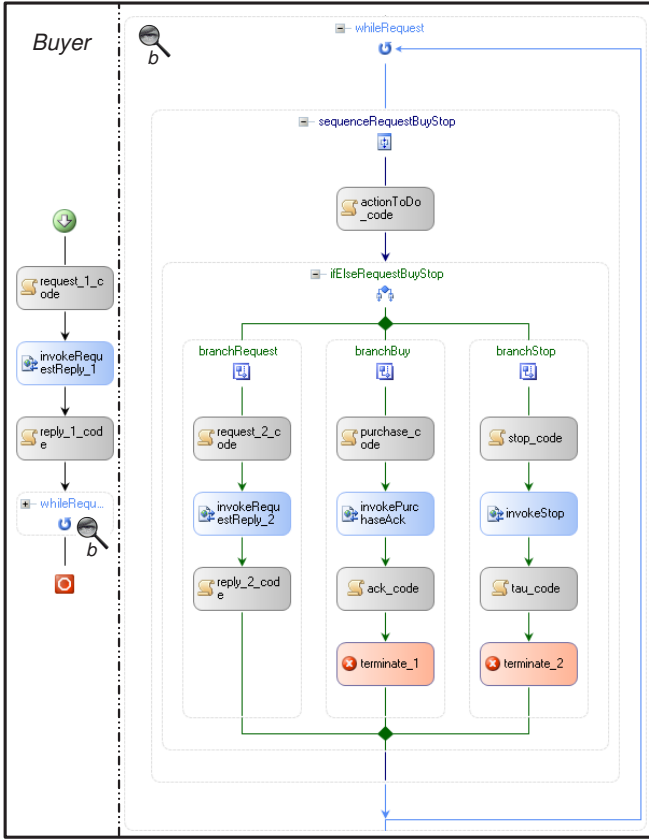 Buyer
request_1_c
ode
invokeRequ
estReply_1
reply_1_cod
e
whileRequ...
b
b
whileRequest
sequenceRequestBuyStop
actionToDo
_code
ifElseRequestBuyStop
branchRequest
branchBuy
branchStop
request_2_c
ode
purchase_c
ode
stop_code
invokeRequ
estReply_2
invokePurc
haseAck
invokeStop
reply_2_cod
e
ack_code
tau_code
terminate_1
terminate_2